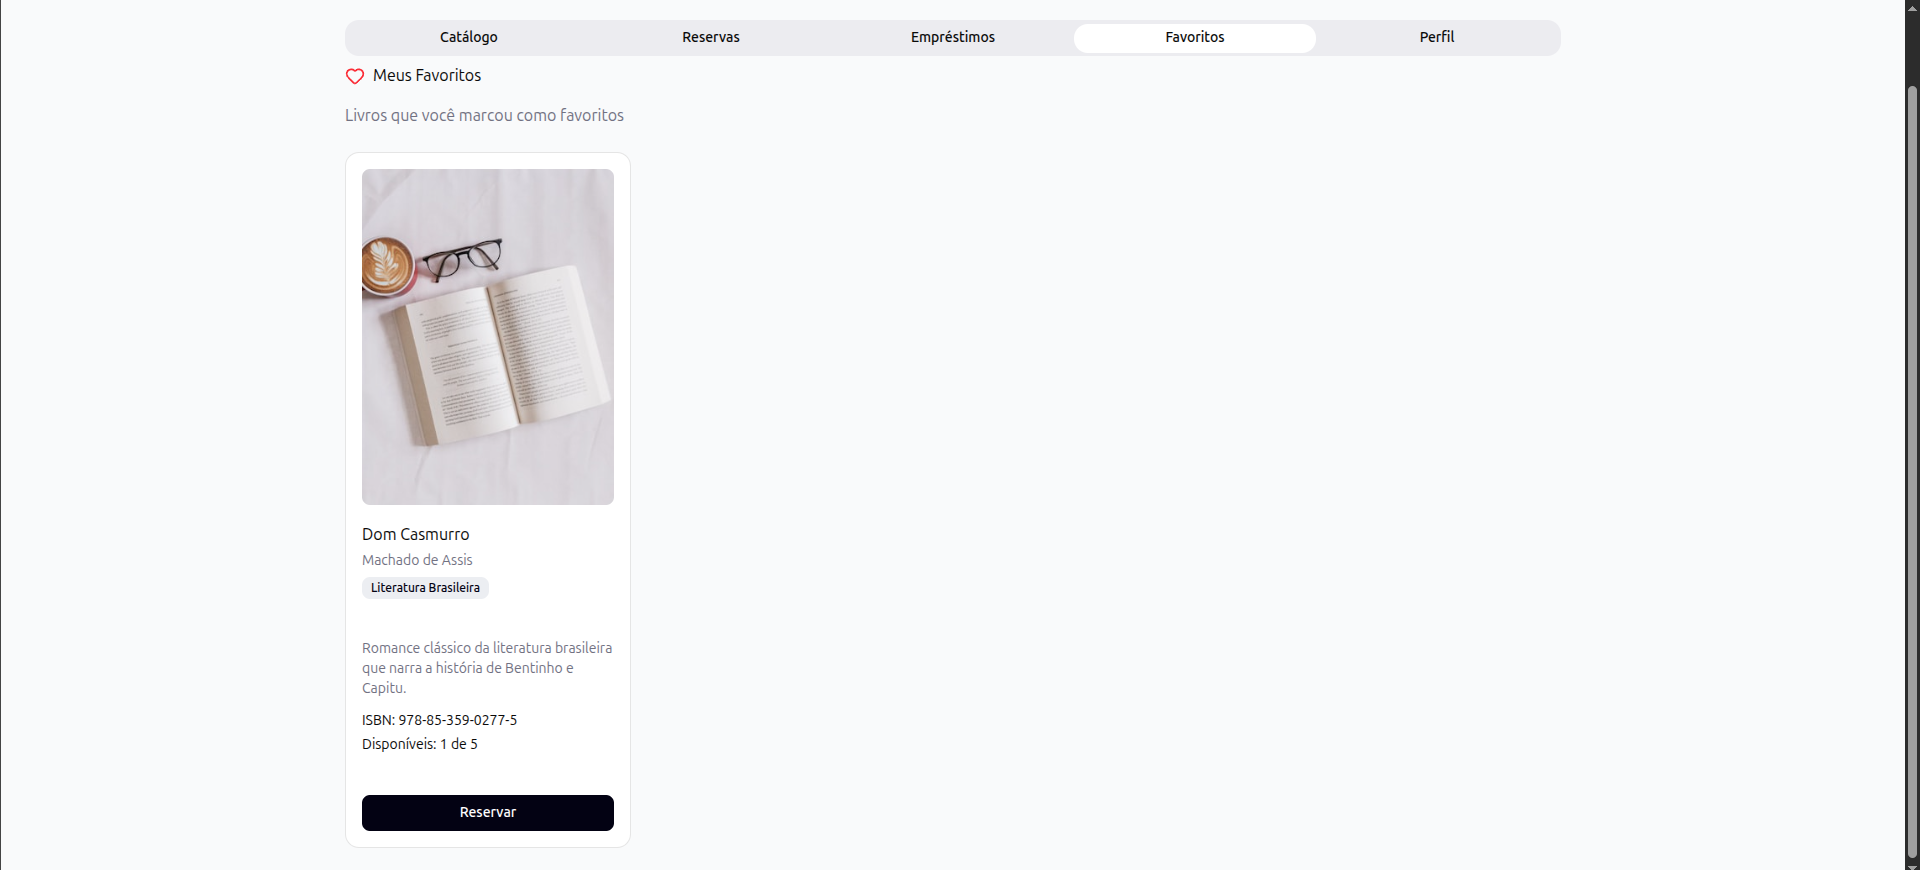 Catálogo
Reservas
Empréstimos
Favoritos
Perfil
Meus Favoritos
Livros que você marcou como favoritos
Dom Casmurro
Machado de Assis
Literatura Brasileira
Romance clássico da literatura brasileira
que narra a história de Bentinho e
Capitu.
ISBN: 978-85-359-0277-5
Disponíveis: 1 de 5
Reservar